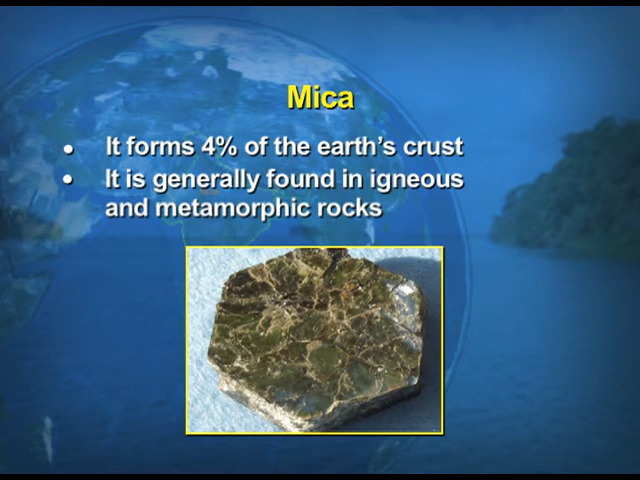 Mica
• It forms 4% of the earth's crust
• It is generally found in igneous
and metamorphic rocks